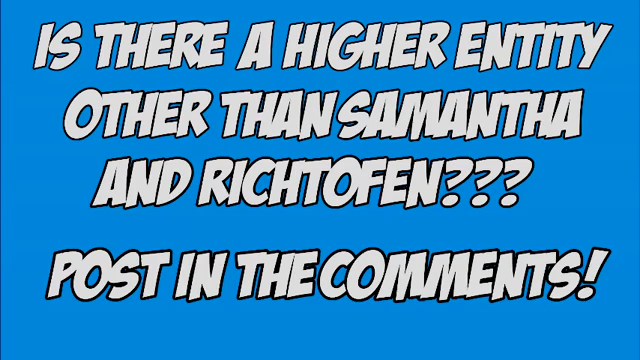 IS THERE A HIGHER ENTITY
OTHER THAN SAMANTHA
AND RICHTOFEN???
POST IN THE COMMENTS!